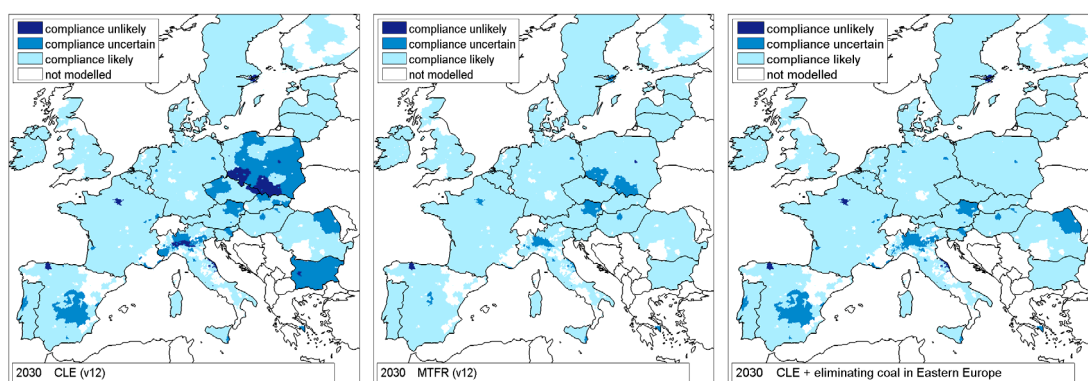 compliance unlikely
compliance uncertain
compliance likely
not modelled
2030 CLE (v12)
compliance unlikely
compliance uncertain
compliance likely
not modelled
2030 MTFR (v12)
compliance unlikely
compliance uncertain
compliance likely
not modelled
2030 CLE + eliminating coal in Eastern Europe